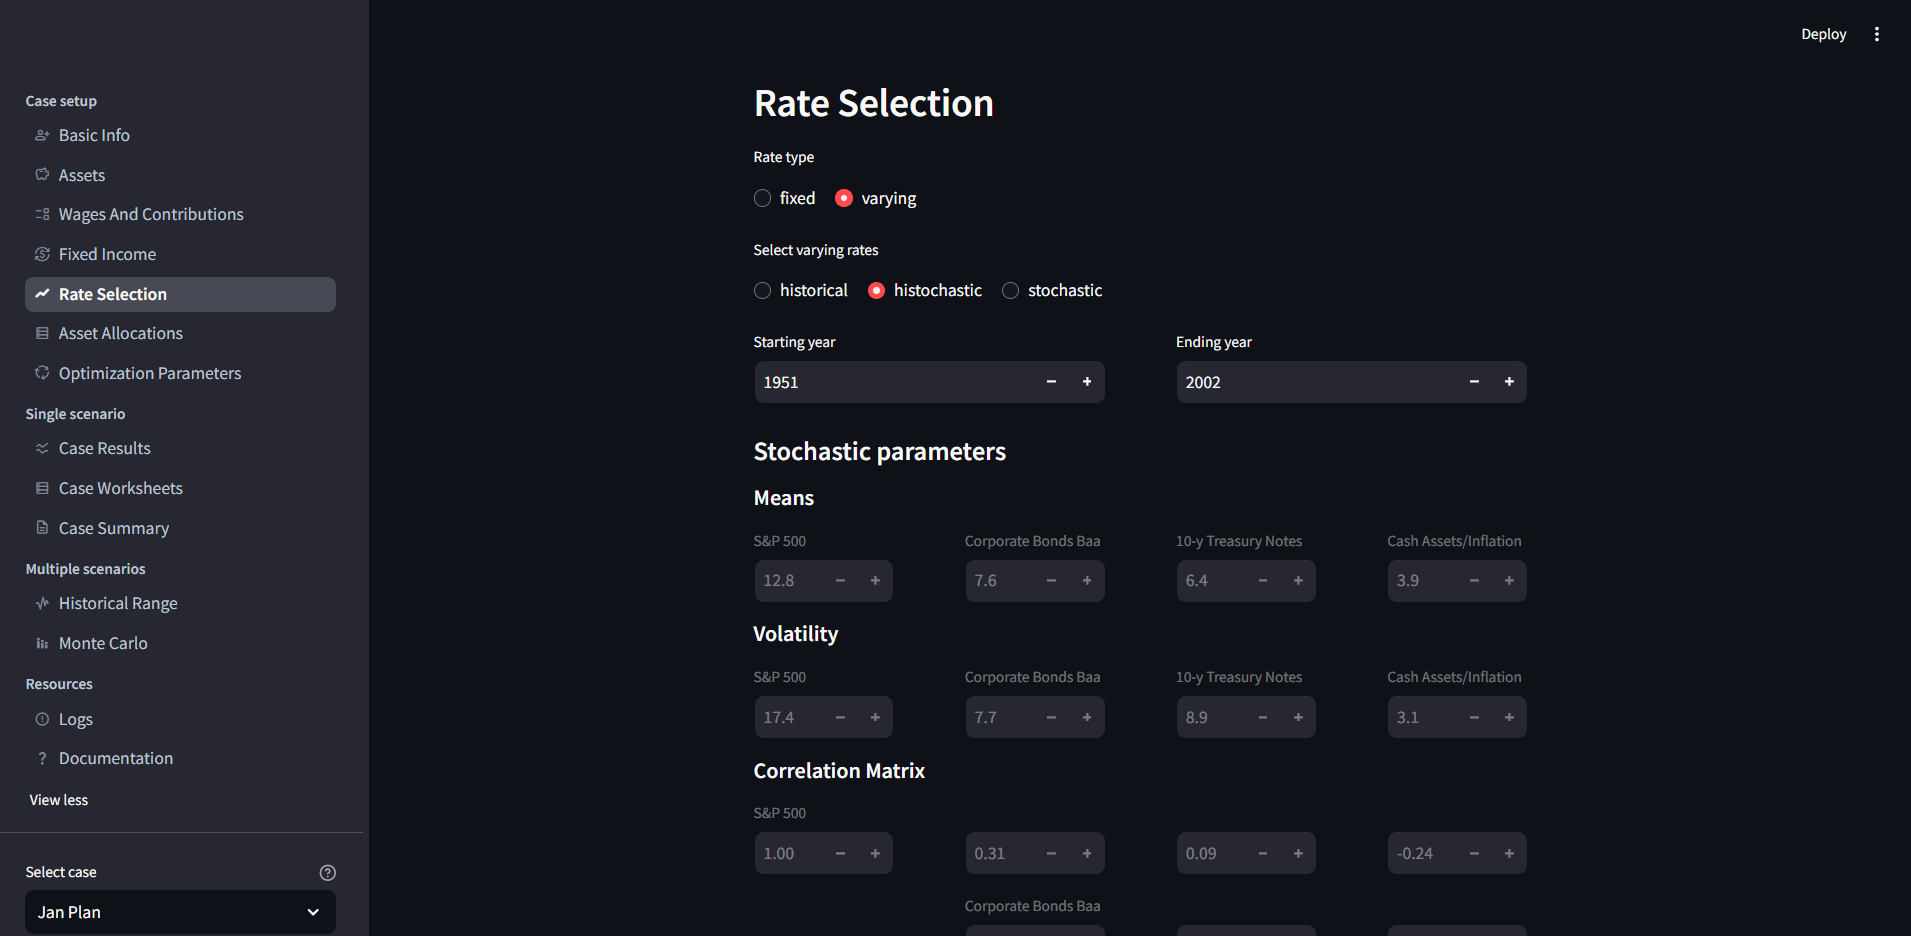 Deploy
Case setup
Basic Info
Assets
Wages And Contributions
Fixed Income
Rate Selection
Asset Allocations
Optimization Parameters
Single scenario
Case Results
Case Worksheets
Case Summary
Multiple scenarios
Historical Range
Monte Carlo
Resources
Logs
Documentation
View less
Select case
Jan Plan
Rate Selection
Rate type
fixed varying
Select varying rates
historical histochastic stochastic
Starting year Ending year
1951 − + 2002 − +
Stochastic parameters
Means
S&P 500 Corporate Bonds Baa 10-y Treasury Notes Cash Assets/Inflation
12.8 − + 7.6 − + 6.4 − + 3.9 − +
Volatility
S&P 500 Corporate Bonds Baa 10-y Treasury Notes Cash Assets/Inflation
17.4 − + 7.7 − + 8.9 − + 3.1 − +
Correlation Matrix
S&P 500
1.00 − + 0.31 − + 0.09 − + -0.24 − +
Corporate Bonds Baa